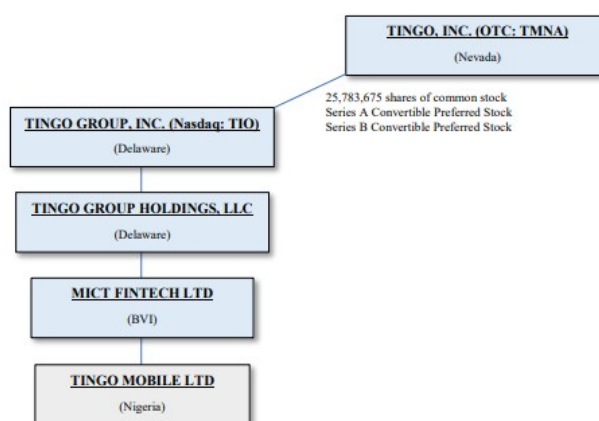 TINGO, INC. (OTC: TMNA)
(Nevada)
25,783,675 shares of common stock
Series A Convertible Preferred Stock
Series B Convertible Preferred Stock
TINGO GROUP, INC. (Nasdaq: TIO)
(Delaware)
TINGO GROUP HOLDINGS, LLC
(Delaware)
MICT FINTECH LTD
(BVI)
TINGO MOBILE LTD
(Nigeria)